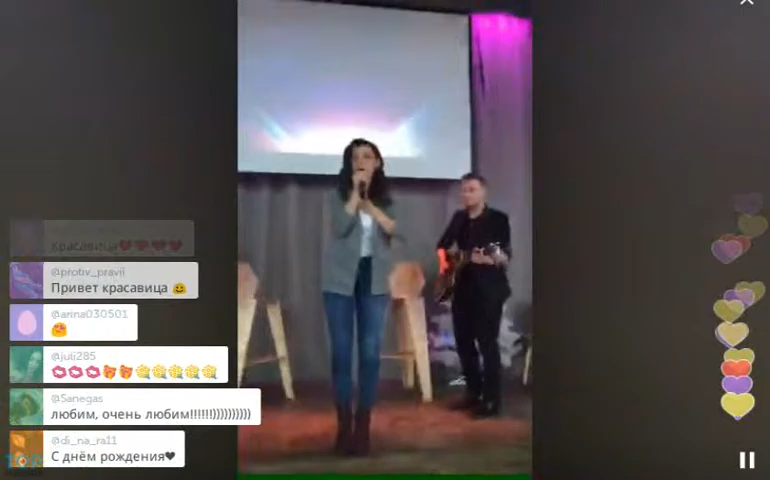 Красавица❤❤❤❤
@probv_pravil
Привет красавица 😃
@arina030501
😍
@juli285
@Sanegas
любим, очень любим!!!!!!))))))))))
@di_na_ra11
С днём рождения❤